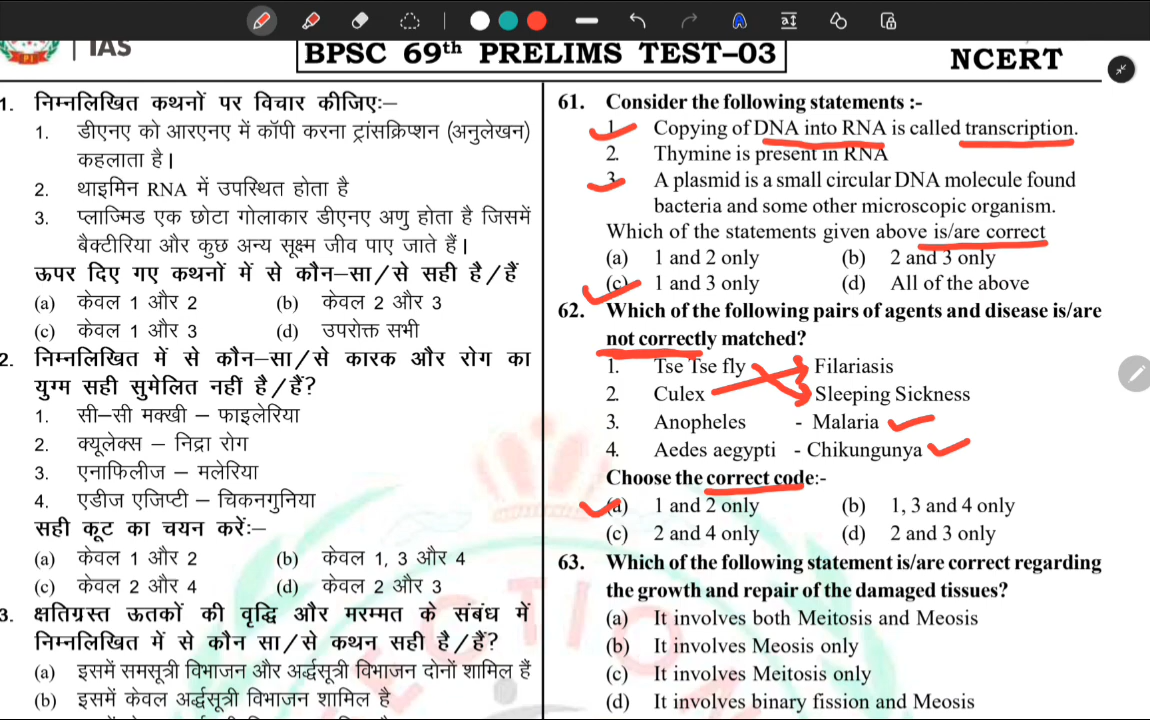 IAS
BPSC 69th PRELIMS TEST–03
NCERT
1. निम्नलिखित कथनों पर विचार कीजिए:–
1. डीएनए को आरएनए में कॉपी करना ट्रांसक्रिप्शन (अनुलेखन)
कहलाता है।
2. थाइमिन RNA में उपस्थित होता है
3. प्लाज्मिड एक छोटा गोलाकार डीएनए अणु होता है जिसमें
बैक्टीरिया और कुछ अन्य सूक्ष्म जीव पाए जाते हैं।
ऊपर दिए गए कथनों में से कौन–सा/से सही है/हैं
(a) केवल 1 और 2 (b) केवल 2 और 3
(c) केवल 1 और 3 (d) उपरोक्त सभी
2. निम्नलिखित में से कौन–सा/से कारक और रोग का
युग्म सही सुमेलित नहीं है/हैं?
1. सी–सी मक्खी – फाइलेरिया
2. क्यूलेक्स – निद्रा रोग
3. एनाफिलीज – मलेरिया
4. एडीज एजिप्टी – चिकनगुनिया
सही कूट का चयन करें:–
(a) केवल 1 और 2 (b) केवल 1, 3 और 4
(c) केवल 2 और 4 (d) केवल 2 और 3
3. क्षतिग्रस्त ऊतकों की वृद्धि और मरम्मत के संबंध में
निम्नलिखित में से कौन सा/से कथन सही है/हैं?
(a) इसमें समसूत्री विभाजन और अर्द्धसूत्री विभाजन दोनों शामिल हैं
(b) इसमें केवल अर्द्धसूत्री विभाजन शामिल है
61. Consider the following statements :-
1. Copying of DNA into RNA is called transcription.
2. Thymine is present in RNA
3. A plasmid is a small circular DNA molecule found
bacteria and some other microscopic organism.
Which of the statements given above is/are correct
(a) 1 and 2 only (b) 2 and 3 only
(c) 1 and 3 only (d) All of the above
62. Which of the following pairs of agents and disease is/are
not correctly matched?
1. Tse Tse fly - Filariasis
2. Culex - Sleeping Sickness
3. Anopheles - Malaria
4. Aedes aegypti - Chikungunya
Choose the correct code:-
(a) 1 and 2 only (b) 1, 3 and 4 only
(c) 2 and 4 only (d) 2 and 3 only
63. Which of the following statement is/are correct regarding
the growth and repair of the damaged tissues?
(a) It involves both Meitosis and Meosis
(b) It involves Meosis only
(c) It involves Meitosis only
(d) It involves binary fission and Meosis